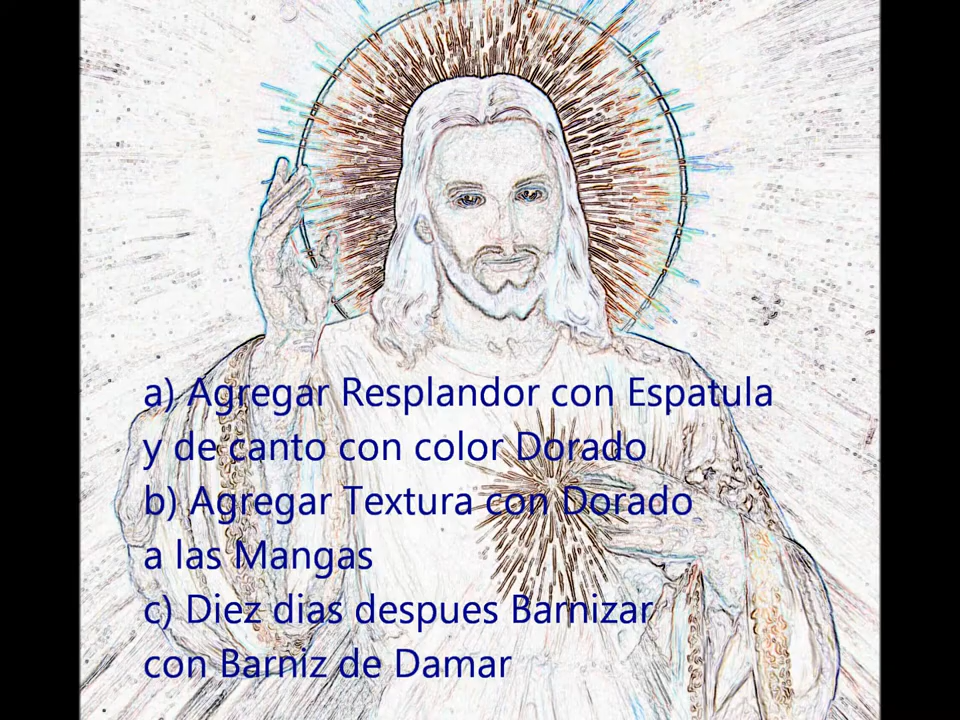 a) Agregar Resplandor con Espatula
y de canto con color Dorado
b) Agregar Textura con Dorado
a las Mangas
c) Diez dias despues Barnizar
con Barniz de Damar